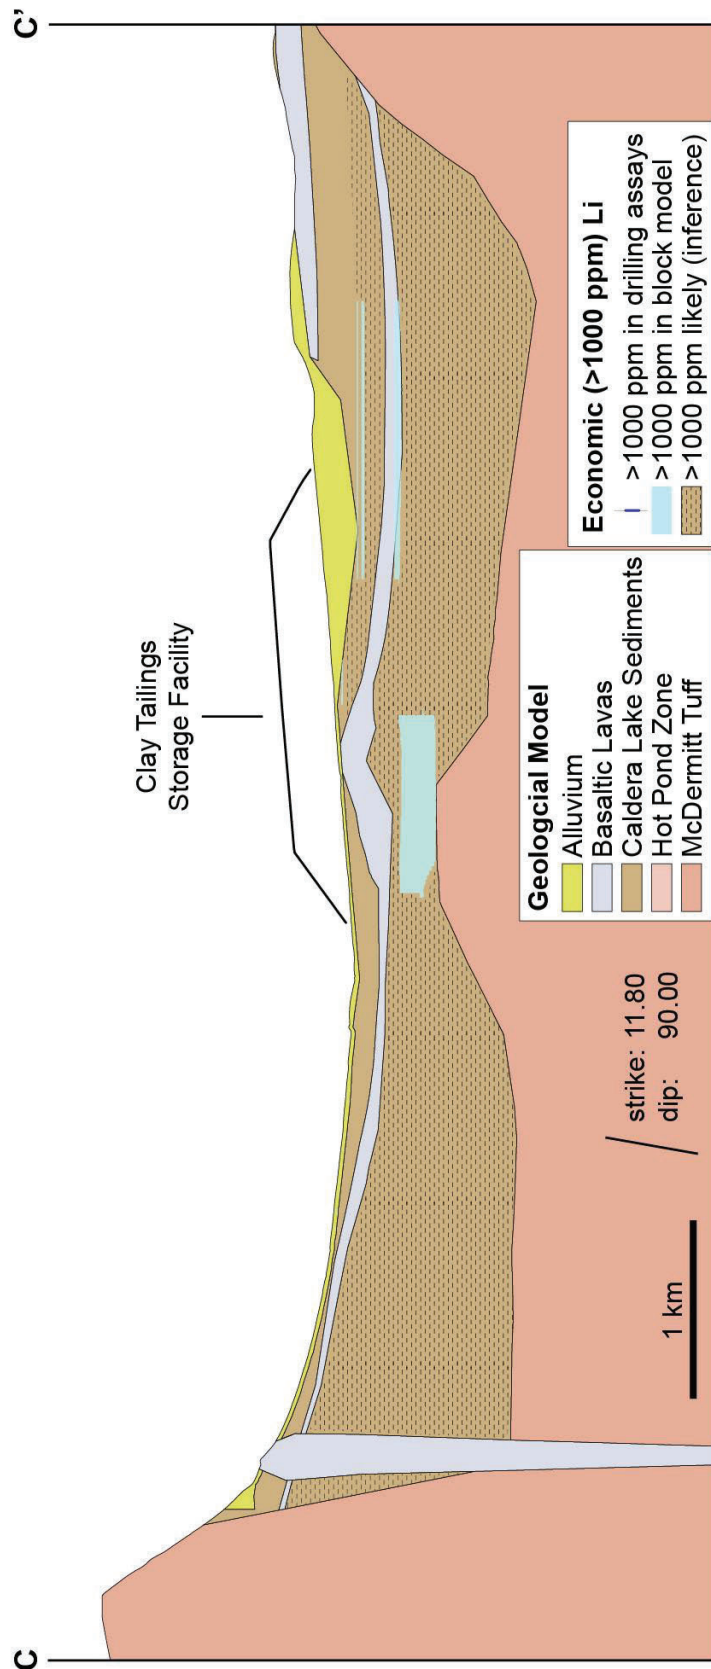 C
C'
Clay Tailings
Storage Facility
1 km
strike: 11.80
dip: 90.00
Geologcial Model
Alluvium
Basaltic Lavas
Caldera Lake Sediments
Hot Pond Zone
McDermitt Tuff
Economic (>1000 ppm) Li
>1000 ppm in drilling assays
>1000 ppm in block model
>1000 ppm likely (inference)